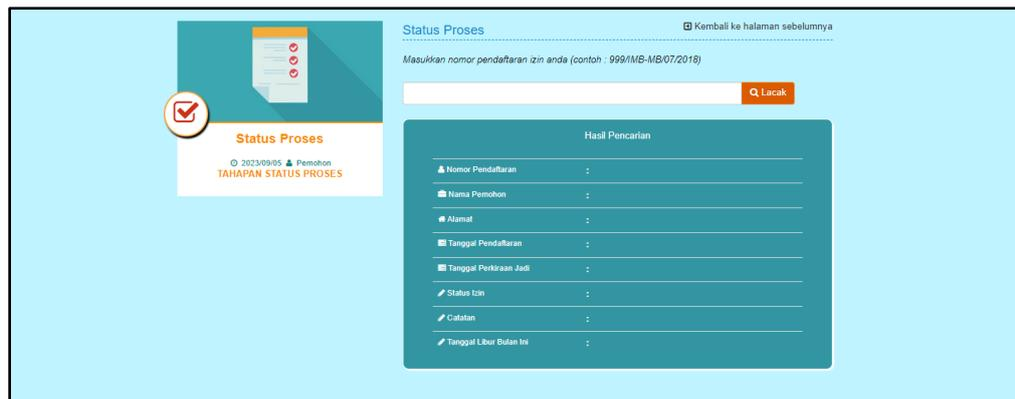 Status Proses
2023/09/05 Pemohon
TAHAPAN STATUS PROSES
Status Proses
Kembali ke halaman sebelumnya
Masukkan nomor pendaftaran izin anda (contoh : 999/IMB-MB/07/2018)
Lacak
Hasil Pencarian
Nomor Pendaftaran :
Nama Pemohon :
Alamat :
Tanggal Pendaftaran :
Tanggal Perkiraan Jadi :
Status Izin :
Catatan :
Tanggal Libur Bulan Ini :